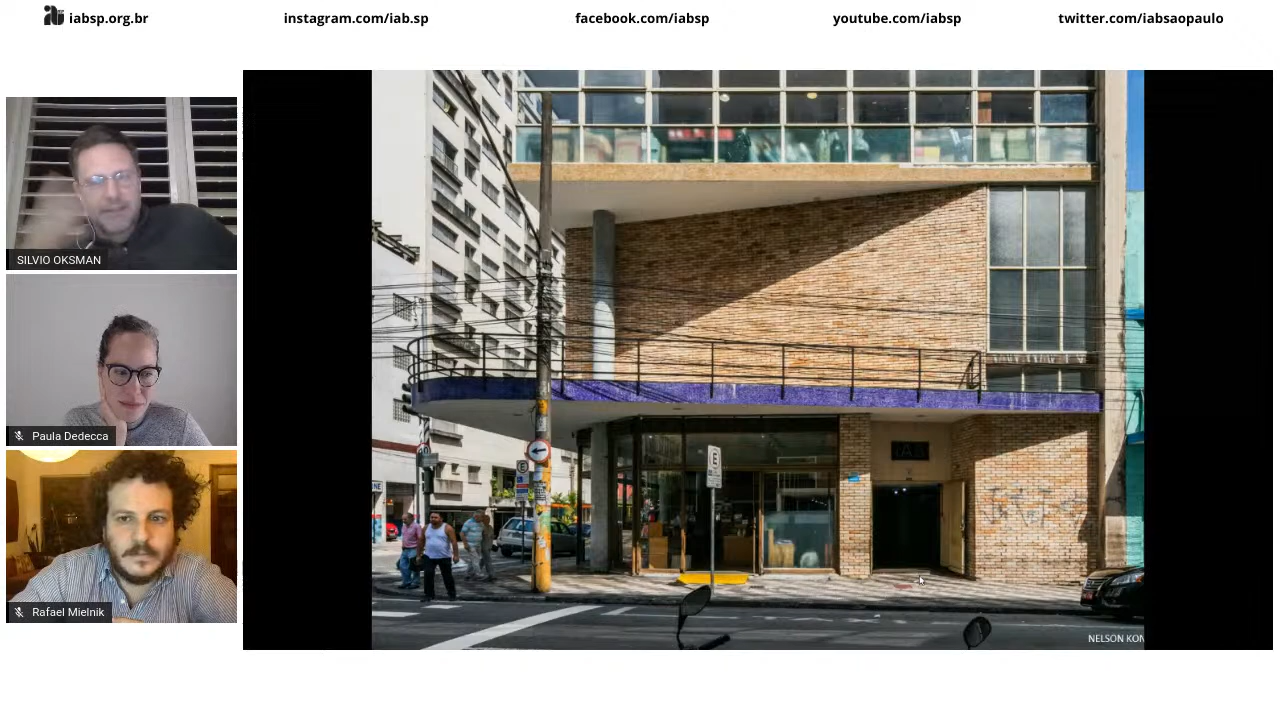 iabsp.org.br
instagram.com/iab.sp
facebook.com/iabsp
youtube.com/iabsp
twitter.com/iabsaopaulo
SILVIO OKSMAN
Paula Dedecca
Rafael Mielnik
IAB
E
E
NELSON KON